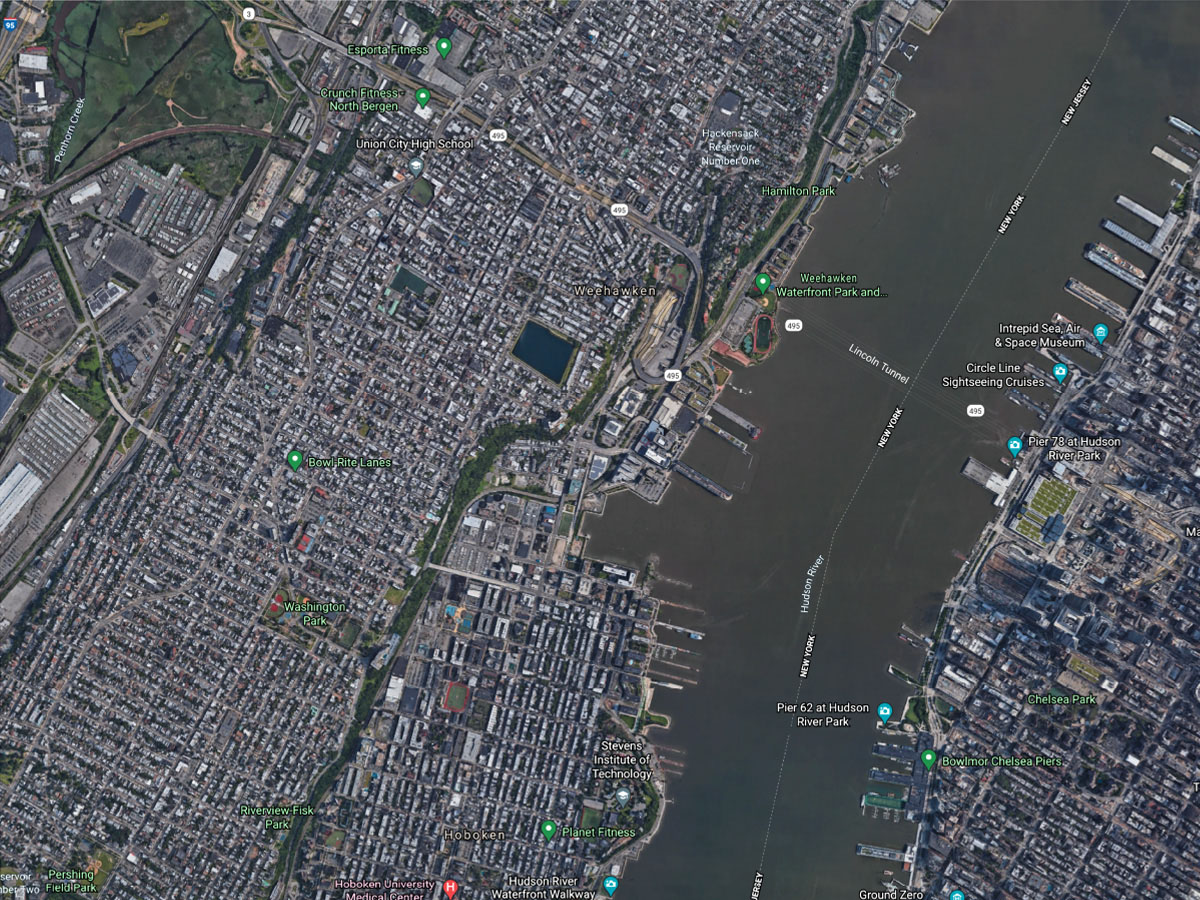 3
95
Esporta Fitness
Crunch Fitness -
North Bergen
Penhorn Creek
NEW JERSEY
495
Union City High School
Hackensack
Reservoir
Number One
Hamilton Park
495
NEW YORK
Weehawken
Weehawken
Waterfront Park and...
495
Intrepid Sea, Air
& Space Museum
Lincoln Tunnel
Circle Line
Sightseeing Cruises
495
495
NEW YORK
Pier 78 at Hudson
River Park
Bowl-Rite Lanes
Ma
Hudson River
Washington
Park
NEW YORK
Chelsea Park
Pier 62 at Hudson
River Park
Stevens
Institute of
Technology
Bowlmor Chelsea Piers
T
Riverview-Fisk
Park
Hoboken
Planet Fitness
servoir
ber Two
Pershing
Field Park
Hoboken University
Medical Center
H
Hudson River
Waterfront Walkway
JERSEY
Ground Zero